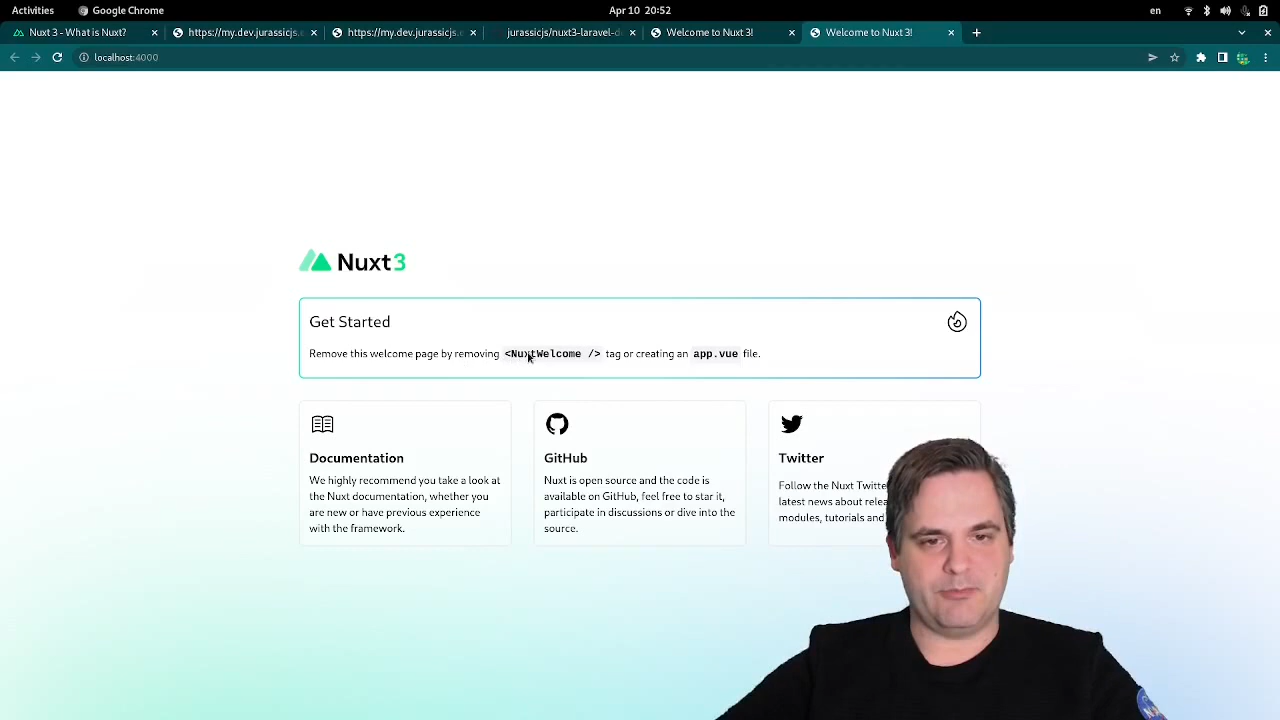 Activities
Google Chrome
Apr 10 20:52
en
Nuxt 3 - What is Nuxt?
https://my.dev.jurassicjs.e
https://my.dev.jurassicjs.e
jurassicjs/nuxt3-laravel-d
Welcome to Nuxt 3!
Welcome to Nuxt 3!
localhost:4000
Nuxt3
Get Started
Remove this welcome page by removing <NuxtWelcome /> tag or creating an app.vue file.
Documentation
We highly recommend you take a look at
the Nuxt documentation, whether you
are new or have previous experience
with the framework.
GitHub
Nuxt is open source and the code is
available on GitHub, feel free to star it,
participate in discussions or dive into the
source.
Twitter
Follow the Nuxt Twitte
latest news about relea
modules, tutorials and